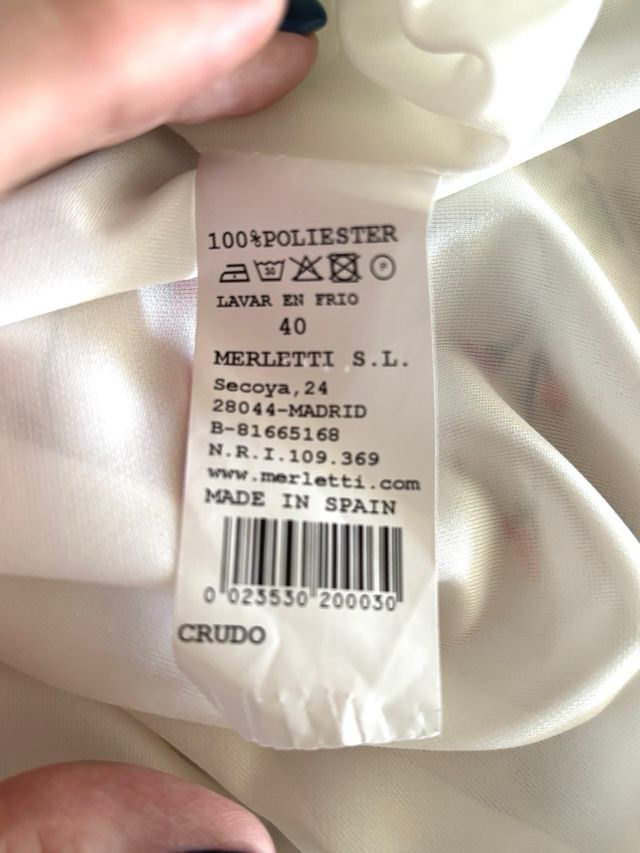 100%POLIESTER
30 P
LAVAR EN FRIO
40
MERLETTI S.L.
Secoya,24
28044-MADRID
B-81665168
N.R.I.109.369
www.merletti.com
MADE IN SPAIN
0 023530 200030
CRUDO